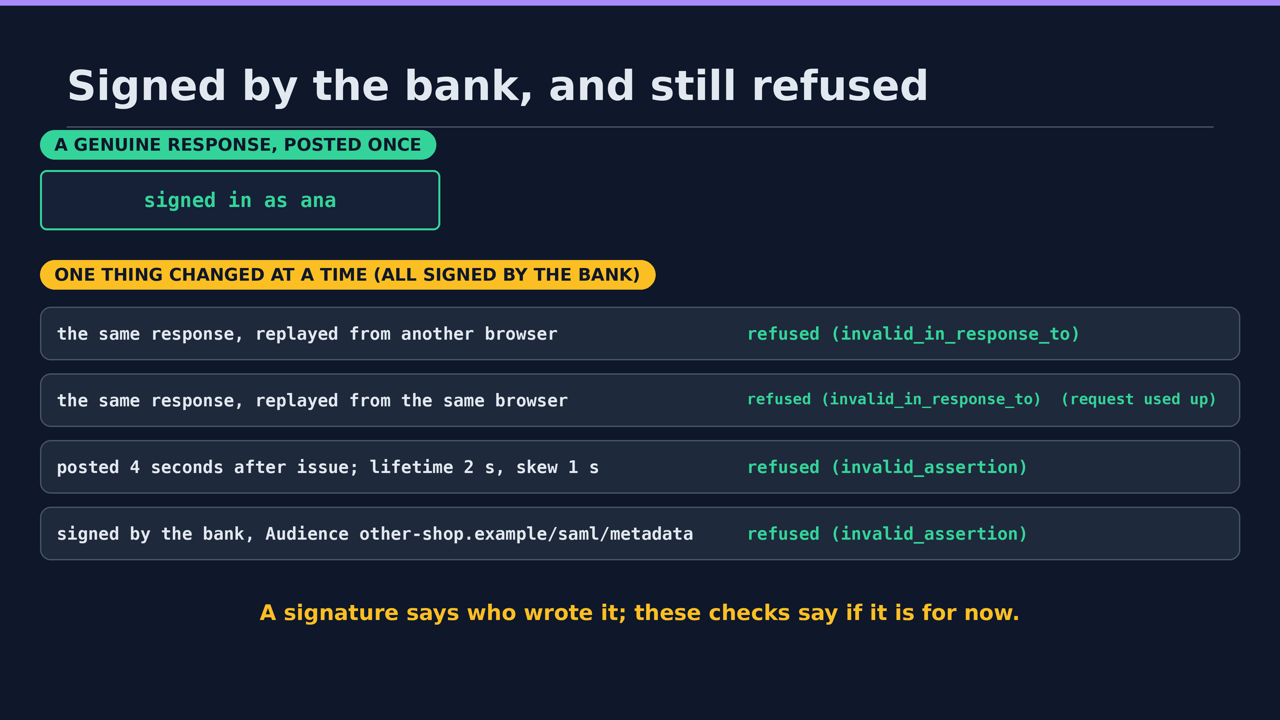 Signed by the bank, and still refused
A GENUINE RESPONSE, POSTED ONCE
signed in as ana
ONE THING CHANGED AT A TIME (ALL SIGNED BY THE BANK)
the same response, replayed from another browser refused (invalid_in_response_to)
the same response, replayed from the same browser refused (invalid_in_response_to) (request used up)
posted 4 seconds after issue; lifetime 2 s, skew 1 s refused (invalid_assertion)
signed by the bank, Audience other-shop.example/saml/metadata refused (invalid_assertion)
A signature says who wrote it; these checks say if it is for now.